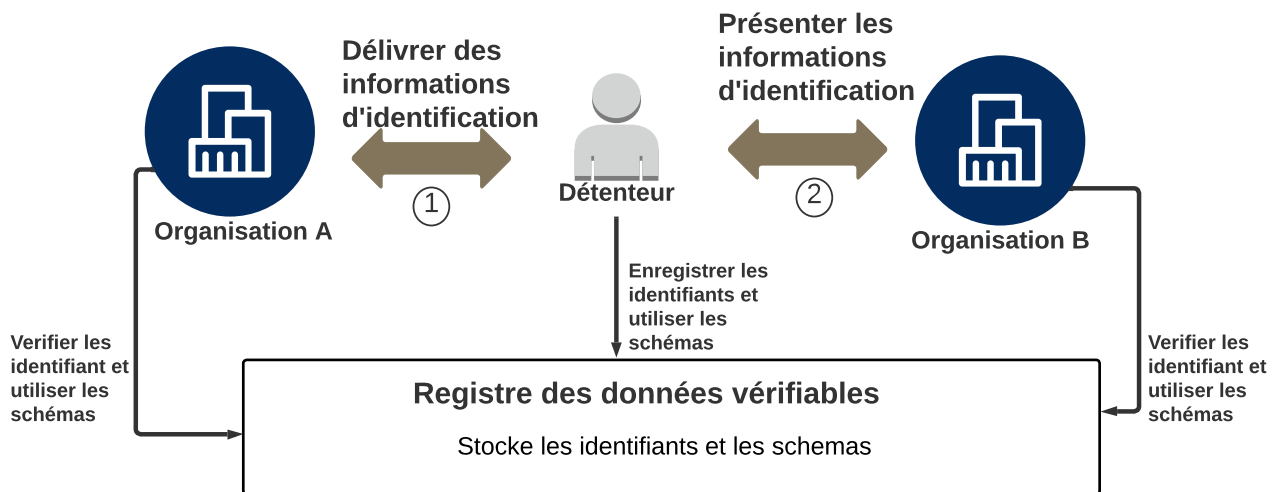 Délivrer des
informations
d'identification
Présenter les
informations
d'identification
1
2
Organisation A
Détenteur
Organisation B
Enregistrer les
identifiants et
utiliser les
schémas
Verifier les
identifiant et
utiliser les
schémas
Verifier les
identifiant et
utiliser les
schémas
Registre des données vérifiables
Stocke les identifiants et les schemas